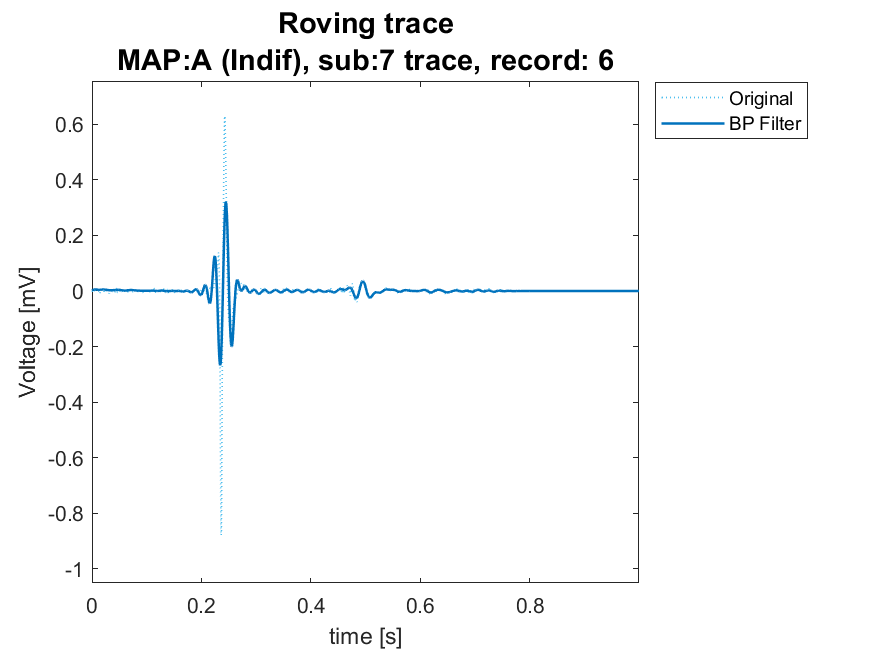 Roving trace
MAP:A (Indif), sub:7 trace, record: 6
Original
BP Filter
0.6
0.4
0.2
0
-0.2
-0.4
-0.6
-0.8
-1
Voltage [mV]
0 0.2 0.4 0.6 0.8
time [s]